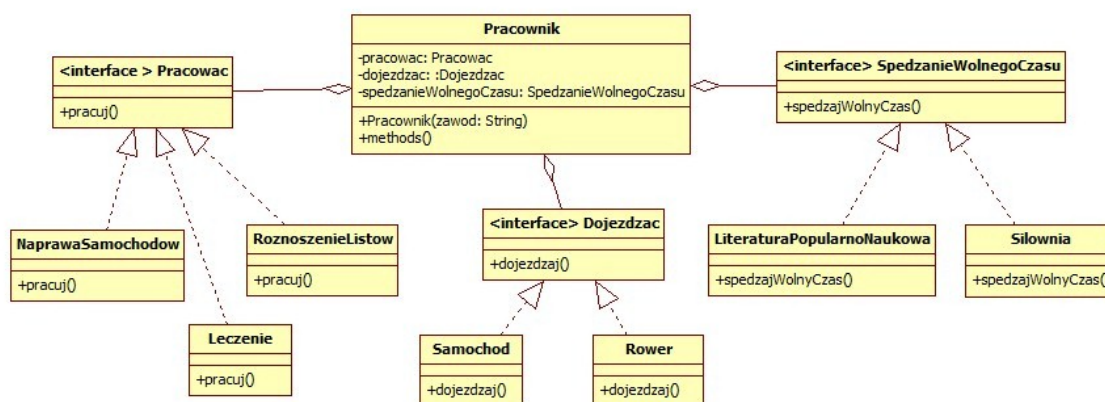 Pracownik
-pracowac: Pracowac
-dojezdzac: :Dojezdzac
-spedzanieWolnegoCzasu: SpedzanieWolnegoCzasu
+Pracownik(zawod: String)
+methods()
<interface > Pracowac
+pracuj()
<interface> SpedzanieWolnegoCzasu
+spedzajWolnyCzas()
<interface> Dojezdzac
+dojezdzaj()
NaprawaSamochodow
+pracuj()
RoznoszenieListow
+pracuj()
Leczenie
+pracuj()
Samochod
+dojezdzaj()
Rower
+dojezdzaj()
LiteraturaPopularnoNaukowa
+spedzajWolnyCzas()
Silownia
+spedzajWolnyCzas()